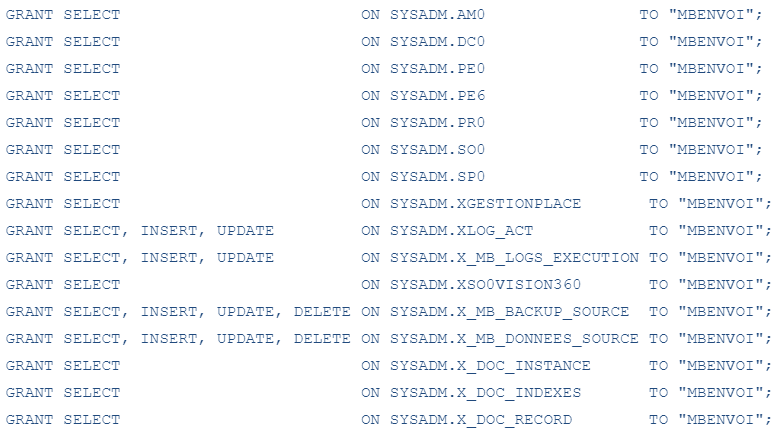 GRANT SELECT                         ON SYSADM.AM0                TO "MBENVOI";
GRANT SELECT                         ON SYSADM.DC0                TO "MBENVOI";
GRANT SELECT                         ON SYSADM.PE0                TO "MBENVOI";
GRANT SELECT                         ON SYSADM.PE6                TO "MBENVOI";
GRANT SELECT                         ON SYSADM.PR0                TO "MBENVOI";
GRANT SELECT                         ON SYSADM.SO0                TO "MBENVOI";
GRANT SELECT                         ON SYSADM.SP0                TO "MBENVOI";
GRANT SELECT                         ON SYSADM.XGESTIONPLACE       TO "MBENVOI";
GRANT SELECT, INSERT, UPDATE         ON SYSADM.XLOG_ACT            TO "MBENVOI";
GRANT SELECT, INSERT, UPDATE         ON SYSADM.X_MB_LOGS_EXECUTION TO "MBENVOI";
GRANT SELECT                         ON SYSADM.XSO0VISION360       TO "MBENVOI";
GRANT SELECT, INSERT, UPDATE, DELETE ON SYSADM.X_MB_BACKUP_SOURCE  TO "MBENVOI";
GRANT SELECT, INSERT, UPDATE, DELETE ON SYSADM.X_MB_DONNEES_SOURCE TO "MBENVOI";
GRANT SELECT                         ON SYSADM.X_DOC_INSTANCE      TO "MBENVOI";
GRANT SELECT                         ON SYSADM.X_DOC_INDEXES       TO "MBENVOI";
GRANT SELECT                         ON SYSADM.X_DOC_RECORD        TO "MBENVOI";